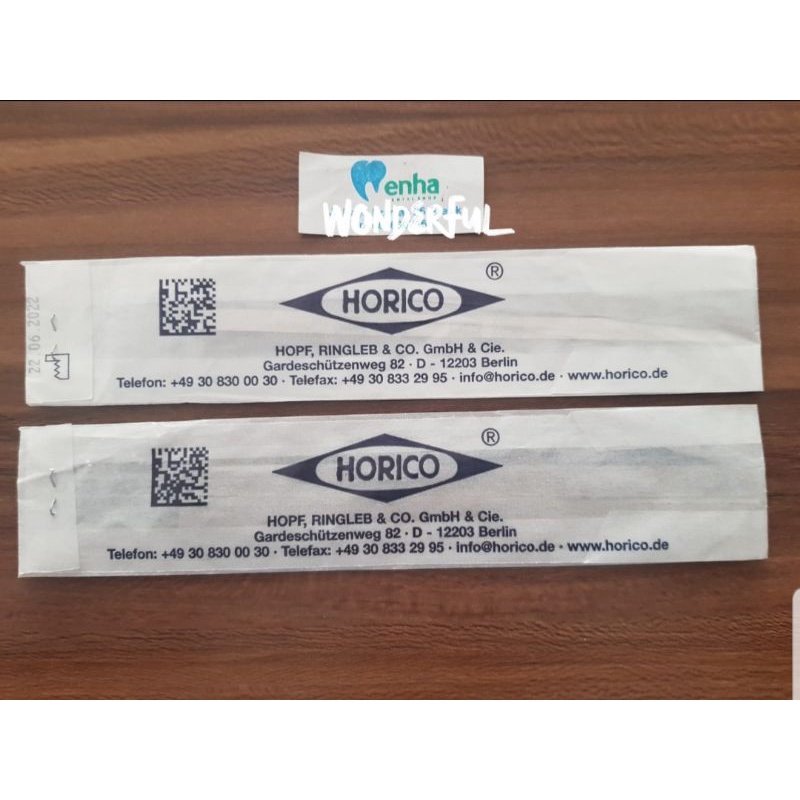 enha
WONDERFUL
22 06 2022
HORICO ®
HOPF, RINGLEB & CO. GmbH & Cie.
Gardeschützenweg 82 · D - 12203 Berlin
Telefon: +49 30 830 00 30 · Telefax: +49 30 833 29 95 · info@horico.de · www.horico.de
HORICO ®
HOPF, RINGLEB & CO. GmbH & Cie.
Gardeschützenweg 82 · D - 12203 Berlin
Telefon: +49 30 830 00 30 · Telefax: +49 30 833 29 95 · info@horico.de · www.horico.de